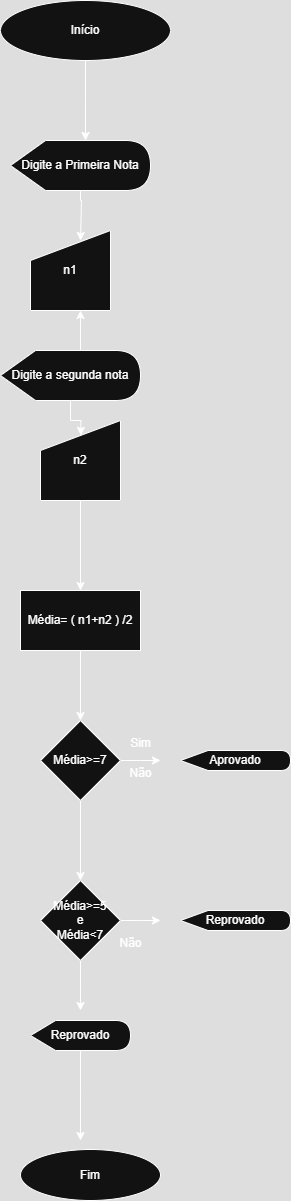 Início
Digite a Primeira Nota
n1
Digite a segunda nota
n2
Média= ( n1+n2 ) /2
Sim
Média>=7
Aprovado
Não
Média>=5
e
Média<7
Reprovado
Não
Reprovado
Fim